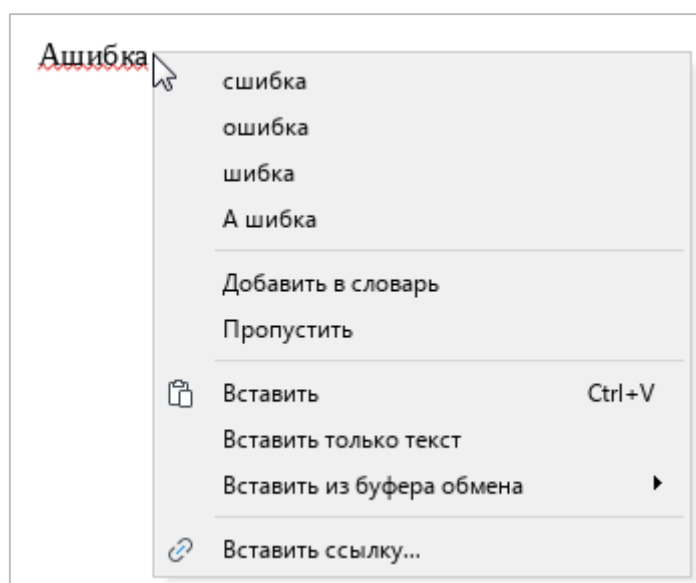 Ашибка
сшибка
ошибка
шибка
А шибка
Добавить в словарь
Пропустить
Вставить Ctrl+V
Вставить только текст
Вставить из буфера обмена
Вставить ссылку...